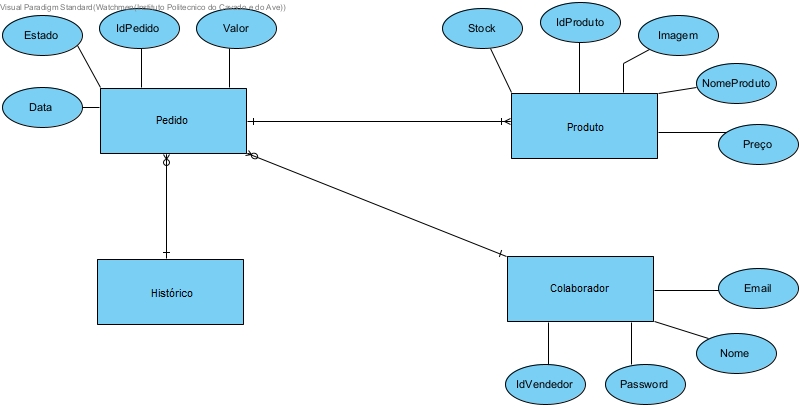 Visual Paradigm Standard(Watchmen(Instituto Politecnico do Cavado e do Ave))
Estado
IdPedido
Valor
Stock
IdProduto
Imagem
NomeProduto
Data
Pedido
Produto
Preço
Histórico
Colaborador
Email
Nome
IdVendedor
Password